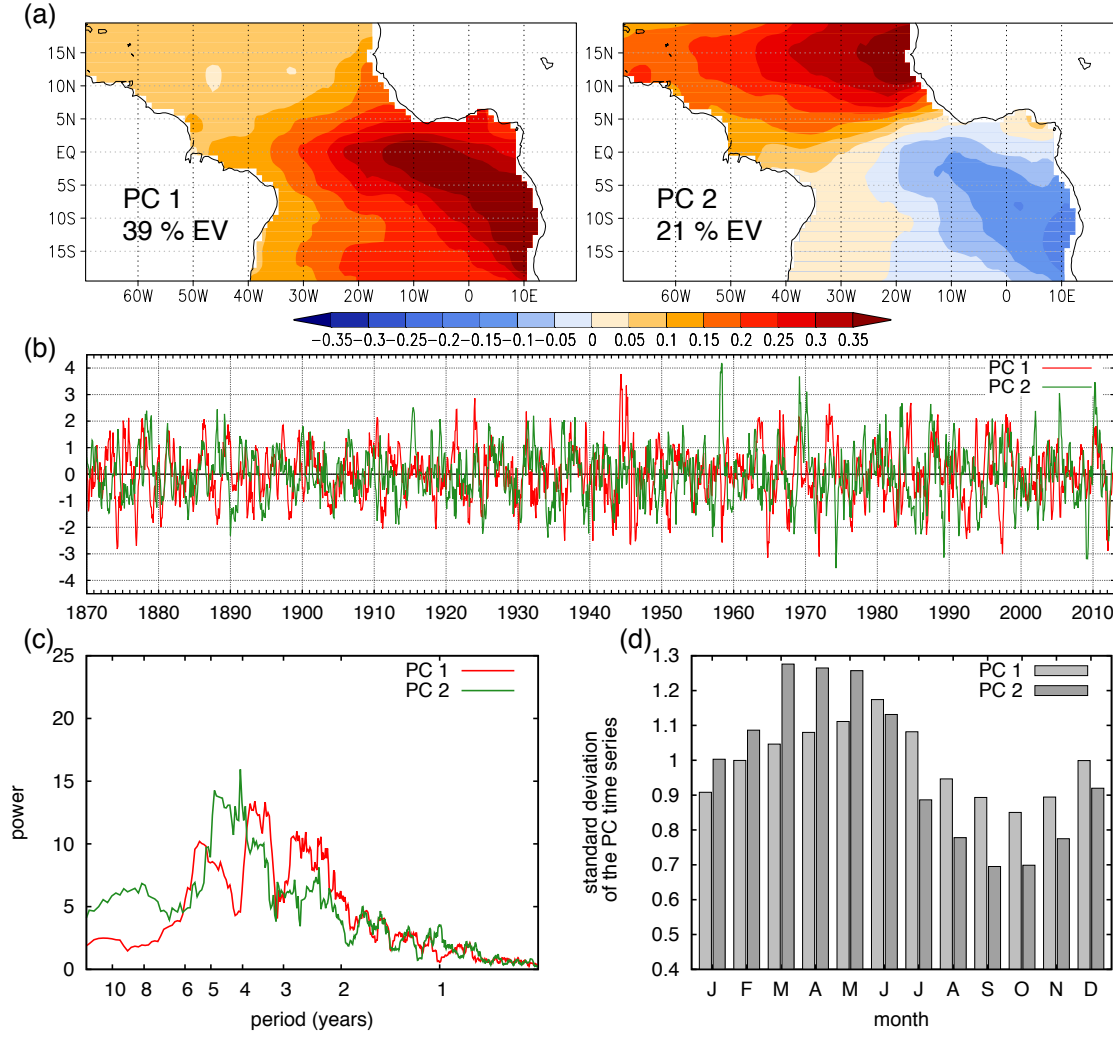 (a)
15N
10N
5N
EQ
5S
10S
15S
PC 1
39 % EV
60W 50W 40W 30W 20W 10W 0 10E
15N
10N
5N
EQ
5S
10S
15S
PC 2
21 % EV
60W 50W 40W 30W 20W 10W 0 10E
-0.35 -0.3 -0.25 -0.2 -0.15 -0.1 -0.05 0 0.05 0.1 0.15 0.2 0.25 0.3 0.35
(b)
PC 1
PC 2
4
3
2
1
0
-1
-2
-3
-4
1870 1880 1890 1900 1910 1920 1930 1940 1950 1960 1970 1980 1990 2000 2010
(c)
PC 1
PC 2
25
20
15
10
5
0
power
10 8 6 5 4 3 2 1
period (years)
(d)
PC 1
PC 2
1.3
1.2
1.1
1
0.9
0.8
0.7
0.6
0.5
0.4
standard deviation
of the PC time series
J F M A M J J A S O N D
month